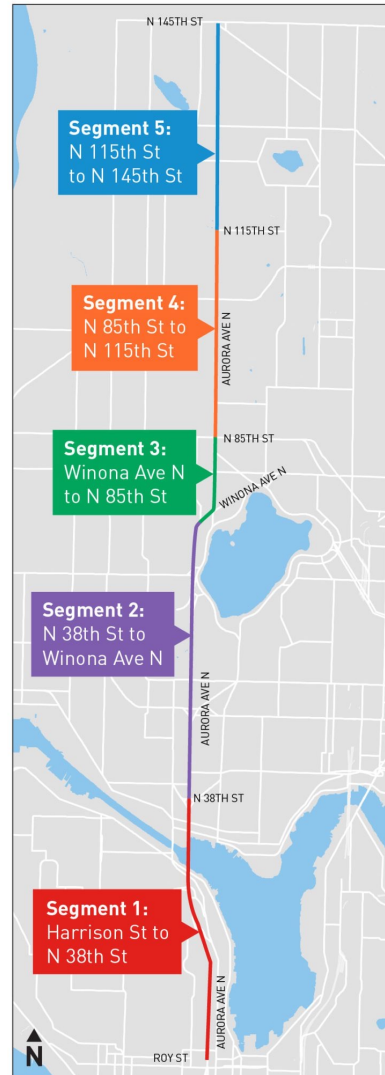 N 145TH ST
Segment 5:
N 115th St
to N 145th St
N 115TH ST
Segment 4:
N 85th St to
N 115th St
AURORA AVE N
N 85TH ST
Segment 3:
Winona Ave N
to N 85th St
WINONA AVE N
Segment 2:
N 38th St to
Winona Ave N
AURORA AVE N
N 38TH ST
Segment 1:
Harrison St to
N 38th St
AURORA AVE N
N
ROY ST